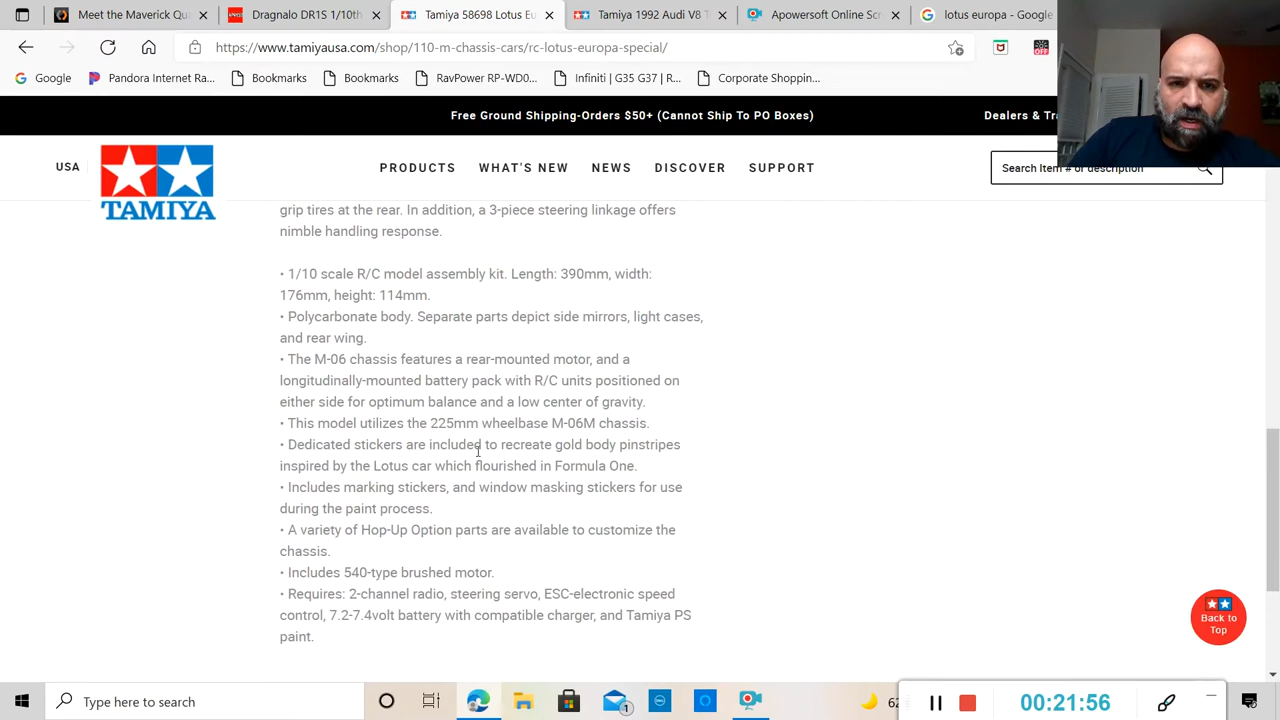 Meet the Maverick Qua
Dragnalo DR1S 1/10th
Tamiya 58698 Lotus Eu
Tamiya 1992 Audi V8 T
Apowersoft Online Scr
lotus europa - Google
https://www.tamiyausa.com/shop/110-m-chassis-cars/rc-lotus-europa-special/
Google
Pandora Internet Ra...
Bookmarks
Bookmarks
RavPower RP-WD0...
Infiniti | G35 G37 | R...
Corporate Shoppin...
Free Ground Shipping-Orders $50+ (Cannot Ship To PO Boxes)
Dealers & Tra
USA
TAMIYA
PRODUCTS
WHAT'S NEW
NEWS
DISCOVER
SUPPORT
Search Item # or description
grip tires at the rear. In addition, a 3-piece steering linkage offers
nimble handling response.
• 1/10 scale R/C model assembly kit. Length: 390mm, width:
176mm, height: 114mm.
• Polycarbonate body. Separate parts depict side mirrors, light cases,
and rear wing.
• The M-06 chassis features a rear-mounted motor, and a
longitudinally-mounted battery pack with R/C units positioned on
either side for optimum balance and a low center of gravity.
• This model utilizes the 225mm wheelbase M-06M chassis.
• Dedicated stickers are included to recreate gold body pinstripes
inspired by the Lotus car which flourished in Formula One.
• Includes marking stickers, and window masking stickers for use
during the paint process.
• A variety of Hop-Up Option parts are available to customize the
chassis.
• Includes 540-type brushed motor.
• Requires: 2-channel radio, steering servo, ESC-electronic speed
control, 7.2-7.4volt battery with compatible charger, and Tamiya PS
paint.
Back to
Top
Type here to search
1
62
00:21:56